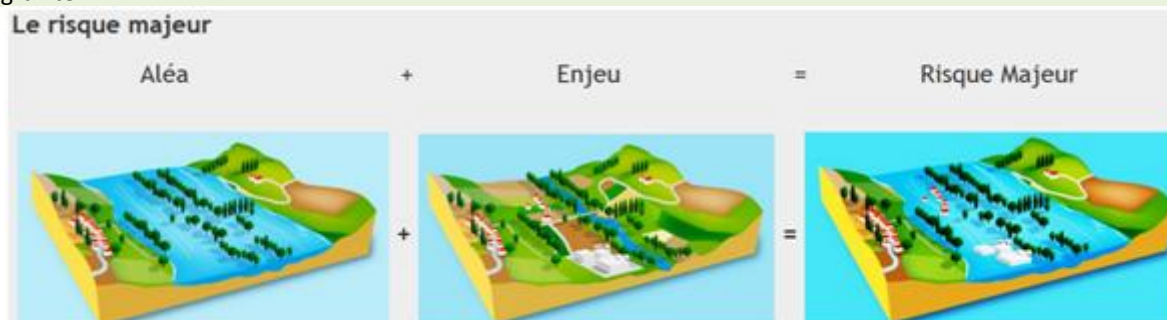 Le risque majeur
Aléa + Enjeu = Risque Majeur
+ =